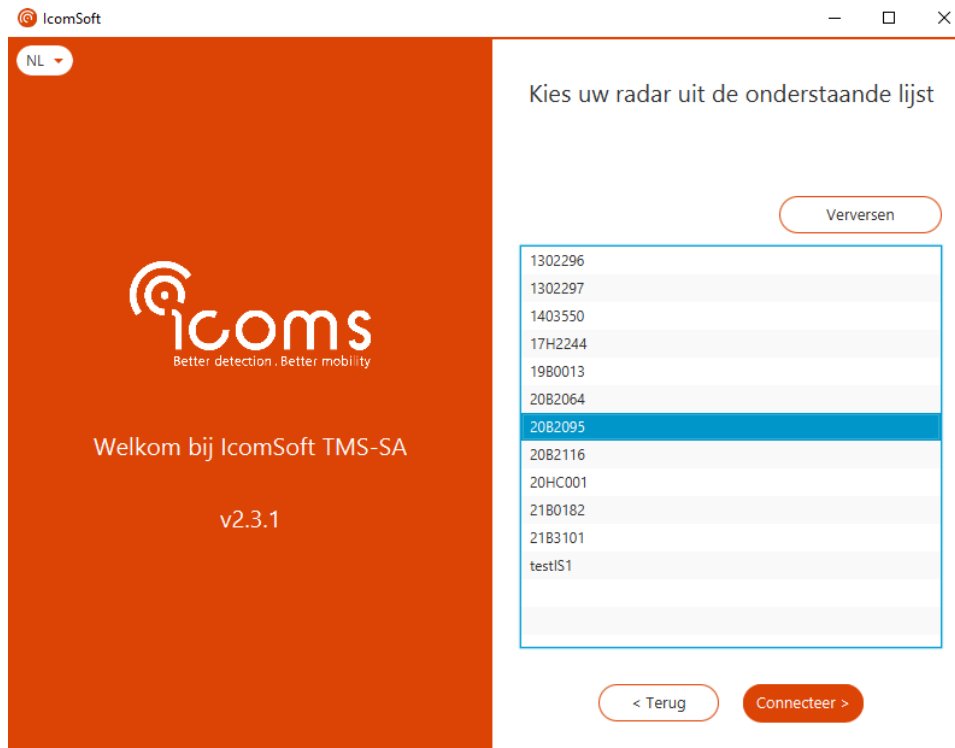 IcomSoft
NL
icoms
Better detection. Better mobility
Welkom bij IcomSoft TMS-SA
v2.3.1
Kies uw radar uit de onderstaande lijst
Verversen
1302296
1302297
1403550
17H2244
19B0013
20B2064
20B2095
20B2116
20HC001
21B0182
21B3101
testIS1
< Terug
Connecteer >